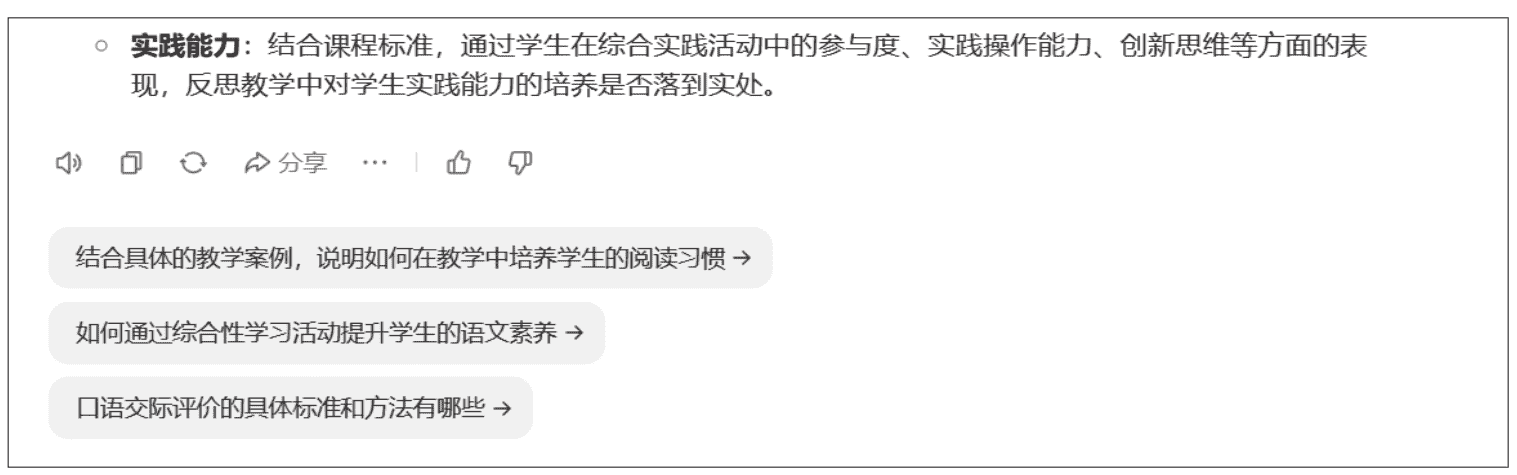 实践能力：结合课程标准，通过学生在综合实践活动中的参与度、实践操作能力、创新思维等方面的表
现，反思教学中对学生实践能力的培养是否落到实处。
分享
结合具体的教学案例，说明如何在教学中培养学生的阅读习惯 →
如何通过综合性学习活动提升学生的语文素养 →
口语交际评价的具体标准和方法有哪些 →